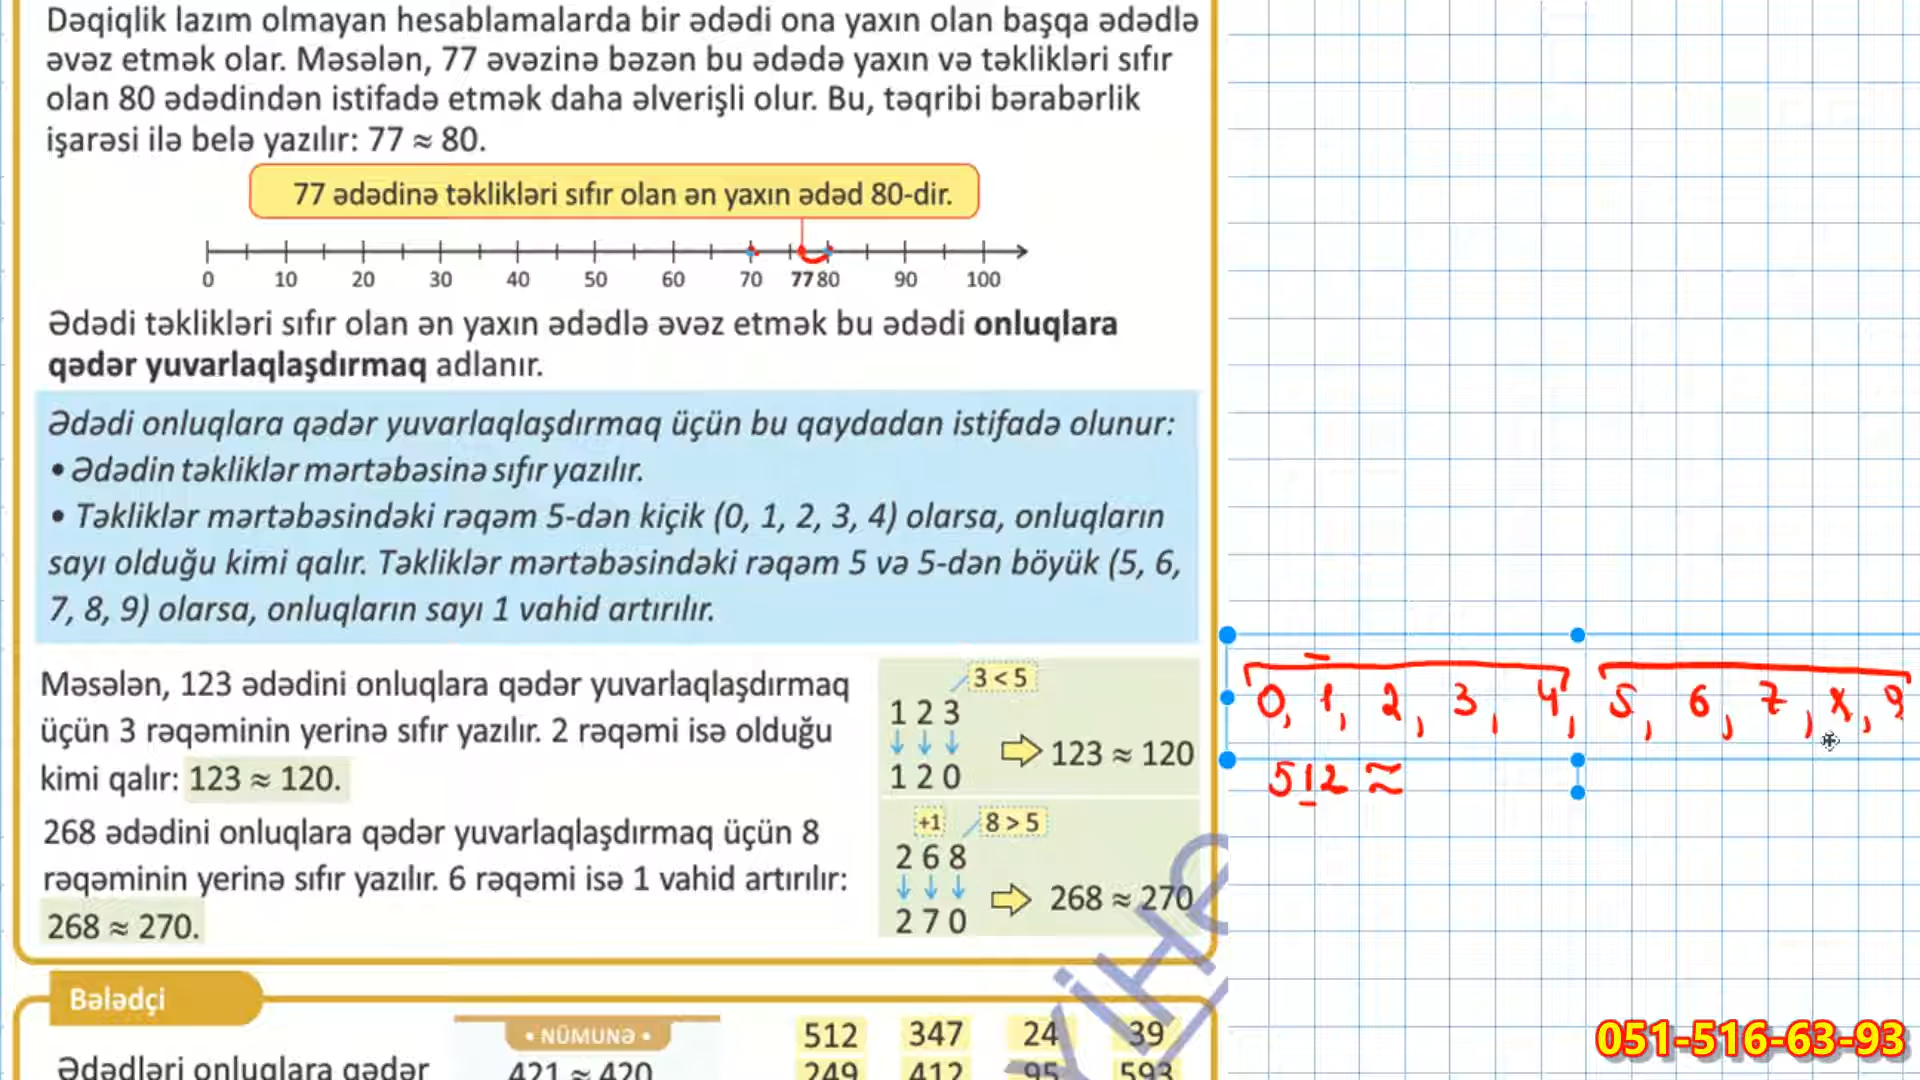 Dəqiqlik lazım olmayan hesablamalarda bir ədədi ona yaxın olan başqa ədədlə
əvəz etmək olar. Məsələn, 77 əvəzinə bəzən bu ədədə yaxın və təklikləri sıfır
olan 80 ədədindən istifadə etmək daha əlverişli olur. Bu, təqribi bərabərlik
işarəsi ilə belə yazılır: 77 ≈ 80.
77 ədədinə təklikləri sıfır olan ən yaxın ədəd 80-dir.
0 10 20 30 40 50 60 70 77 80 90 100
Ədədi təklikləri sıfır olan ən yaxın ədədlə əvəz etmək bu ədədi onluqlara
qədər yuvarlaqlaşdırmaq adlanır.
Ədədi onluqlara qədər yuvarlaqlaşdırmaq üçün bu qaydadan istifadə olunur:
• Ədədin təkliklər mərtəbəsinə sıfır yazılır.
• Təkliklər mərtəbəsindəki rəqəm 5-dən kiçik (0, 1, 2, 3, 4) olarsa, onluqların
sayı olduğu kimi qalır. Təkliklər mərtəbəsindəki rəqəm 5 və 5-dən böyük (5, 6,
7, 8, 9) olarsa, onluqların sayı 1 vahid artırılır.
Məsələn, 123 ədədini onluqlara qədər yuvarlaqlaşdırmaq
üçün 3 rəqəminin yerinə sıfır yazılır. 2 rəqəmi isə olduğu
kimi qalır: 123 ≈ 120.
268 ədədini onluqlara qədər yuvarlaqlaşdırmaq üçün 8
rəqəminin yerinə sıfır yazılır. 6 rəqəmi isə 1 vahid artırılır:
268 ≈ 270.
3 < 5
1 2 3
1 2 0
123 ≈ 120
+1
8 > 5
2 6 8
2 7 0
268 ≈ 270
0, 1, 2, 3, 4, 5, 6, 7, 8, 9
512 ≈
Bələdçi
Ədədləri onluqlara qədər
• NÜMUNƏ •
421 ≈ 420
512 347 24 39
249 412 95 593
051-516-63-93